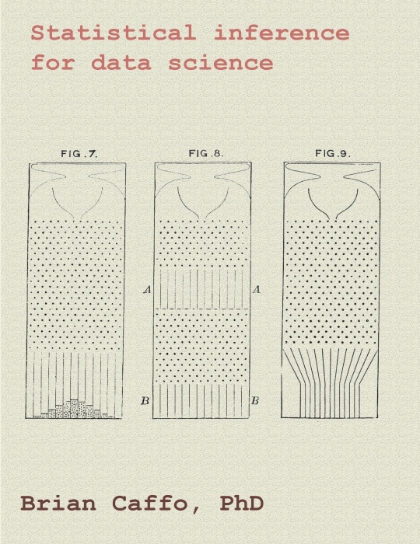 Statistical inference
for data science
FIG.7.
FIG.8.
FIG.9.
A
A
B
B
Brian Caffo, PhD